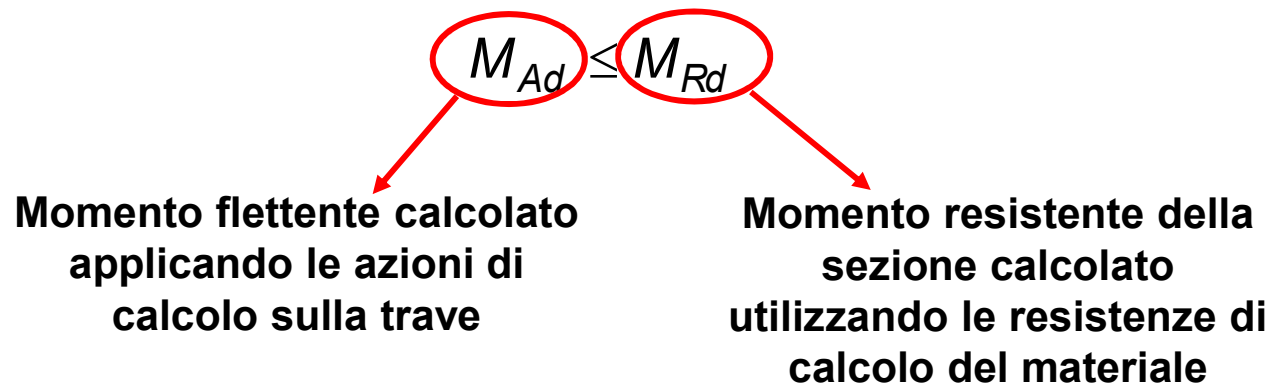 M_Ad ≤ M_Rd
Momento flettente calcolato
applicando le azioni di
calcolo sulla trave
Momento resistente della
sezione calcolato
utilizzando le resistenze di
calcolo del materiale